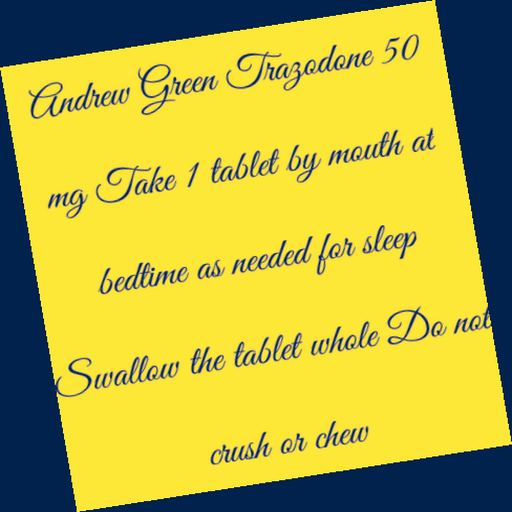 Andrew Green Trazodone 50
mg Take 1 tablet by mouth at
bedtime as needed for sleep
Swallow the tablet whole Do not
crush or chew